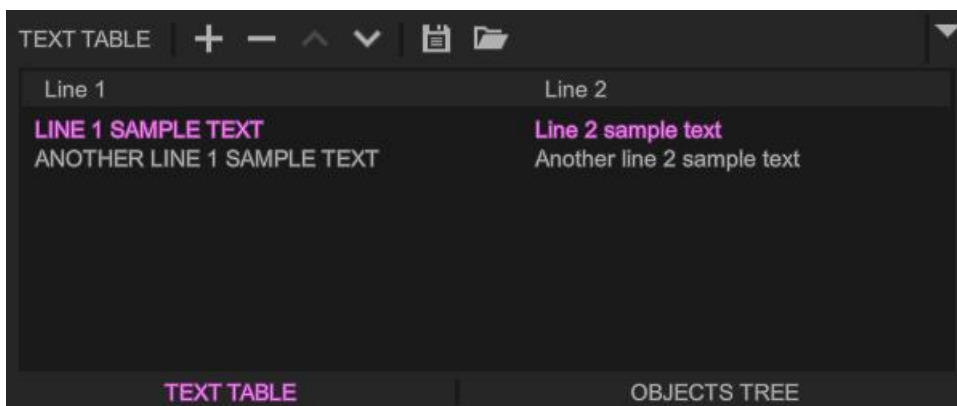 TEXT TABLE
Line 1 Line 2
LINE 1 SAMPLE TEXT Line 2 sample text
ANOTHER LINE 1 SAMPLE TEXT Another line 2 sample text
TEXT TABLE OBJECTS TREE